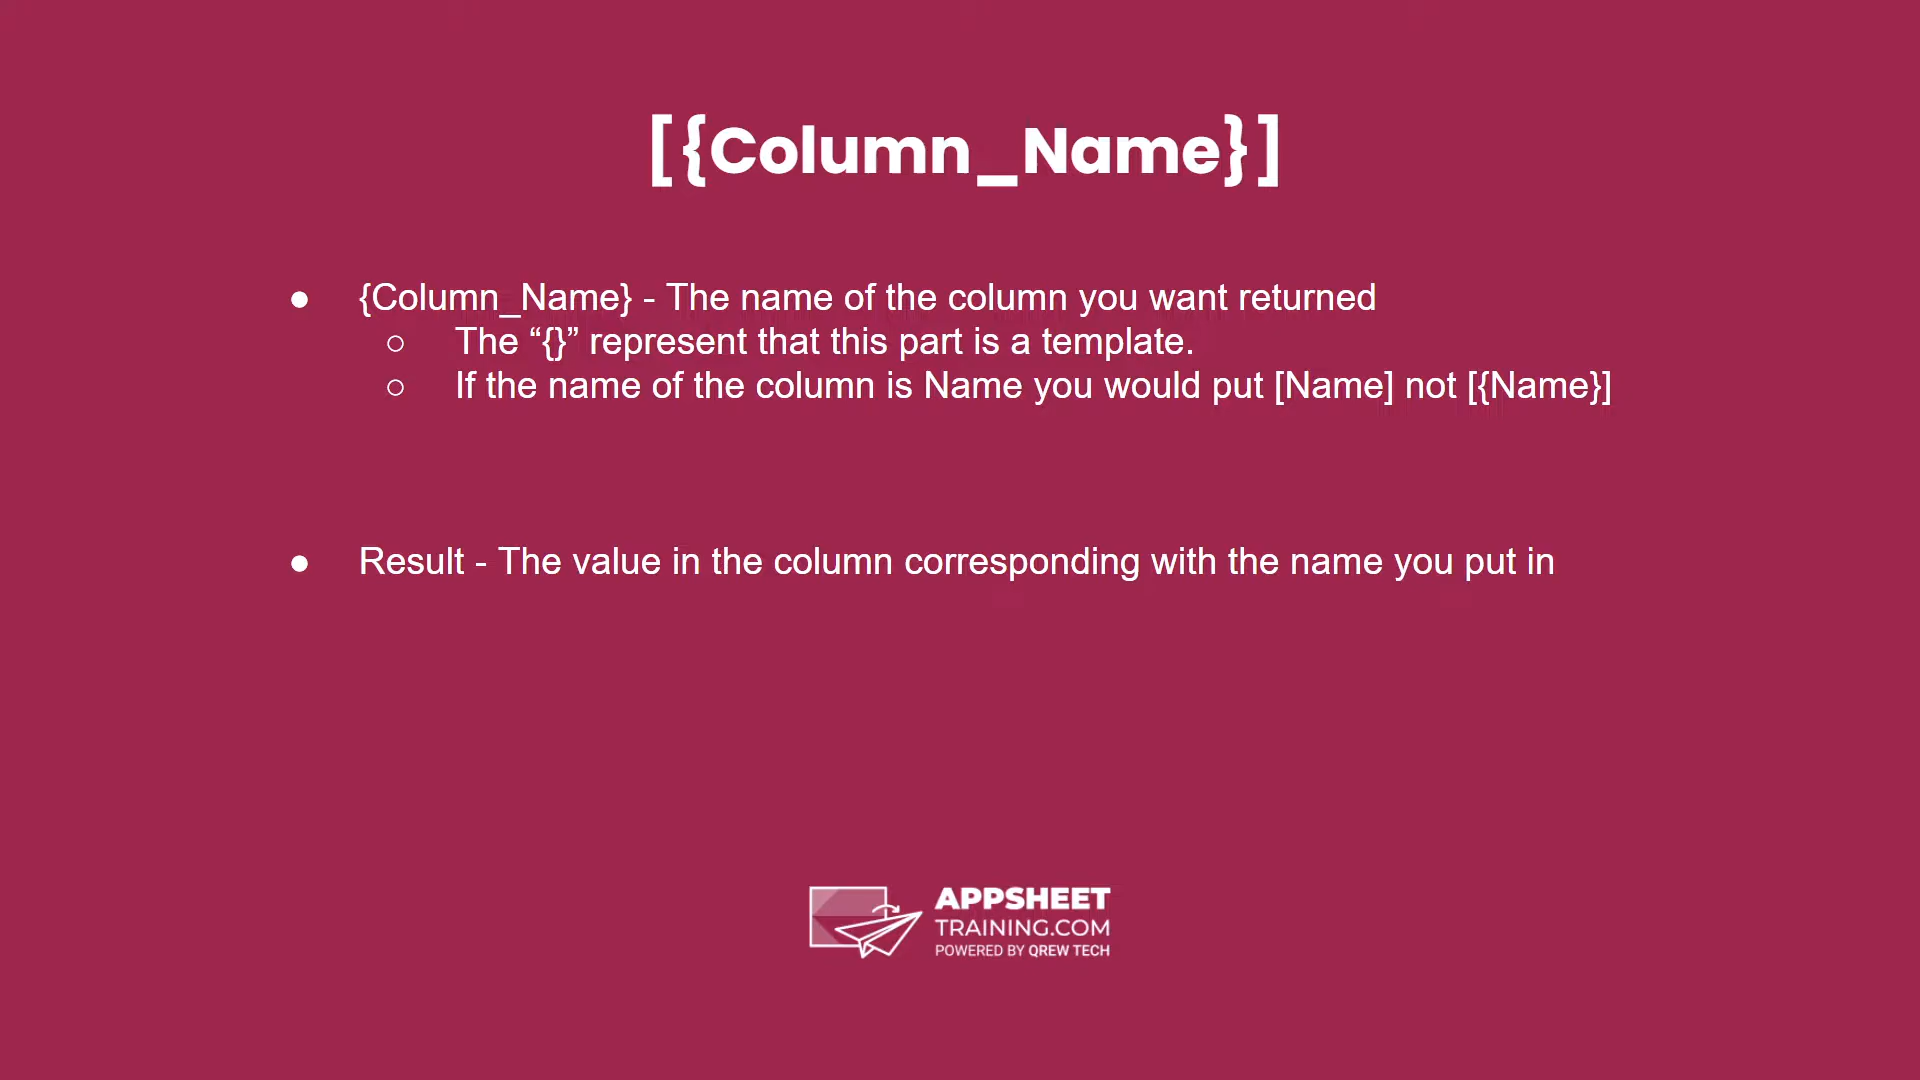 [{Column_Name}]
● {Column_Name} - The name of the column you want returned
○ The “{}” represent that this part is a template.
○ If the name of the column is Name you would put [Name] not [{Name}]
● Result - The value in the column corresponding with the name you put in
APPSHEET
TRAINING.COM
POWERED BY QREW TECH